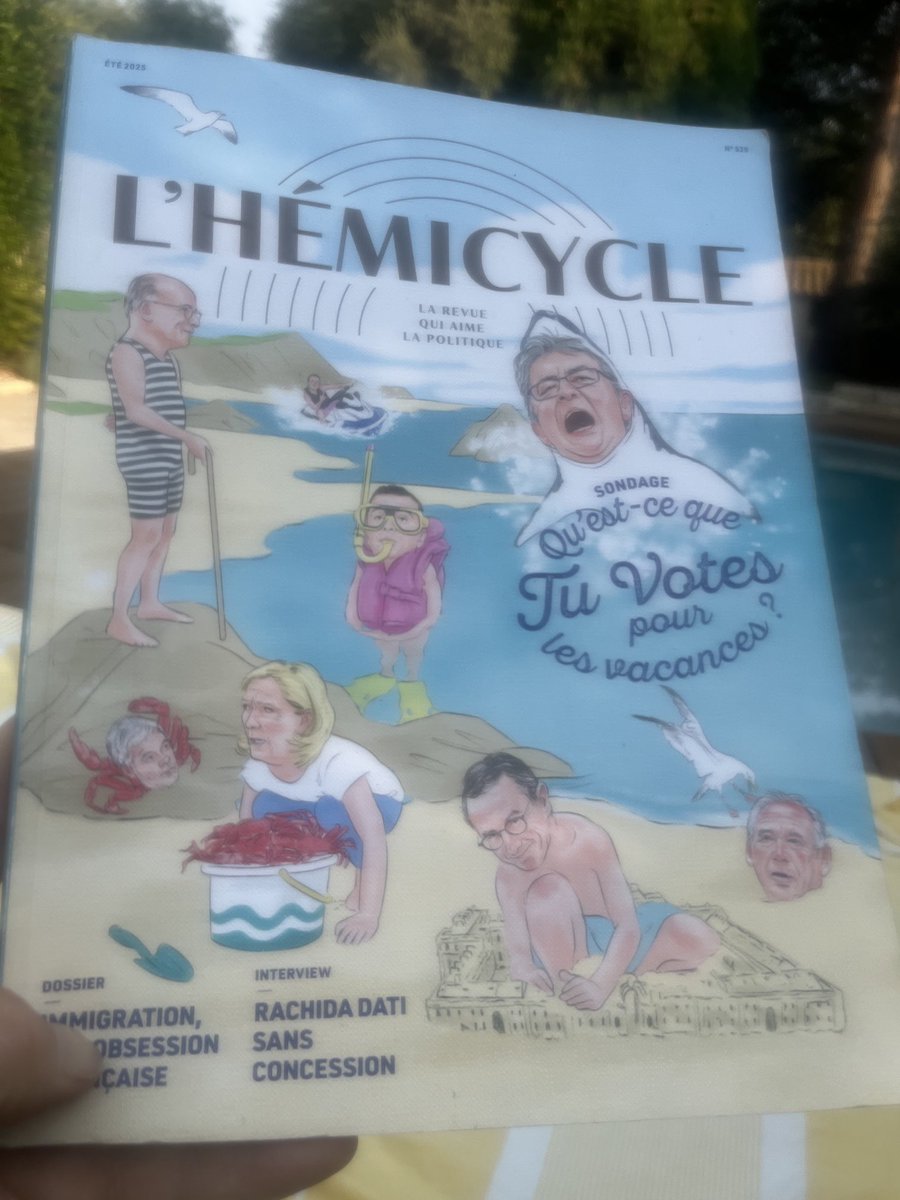 ÉTÉ 2025
L'HÉMICYCLE
LA REVUE
QUI AIME
LA POLITIQUE
SONDAGE
Qu'est-ce que
Tu Votes
pour
les vacances ?
DOSSIER
IMMIGRATION,
OBSESSION
INTERVIEW
RACHIDA DATI
SANS
CONCESSION